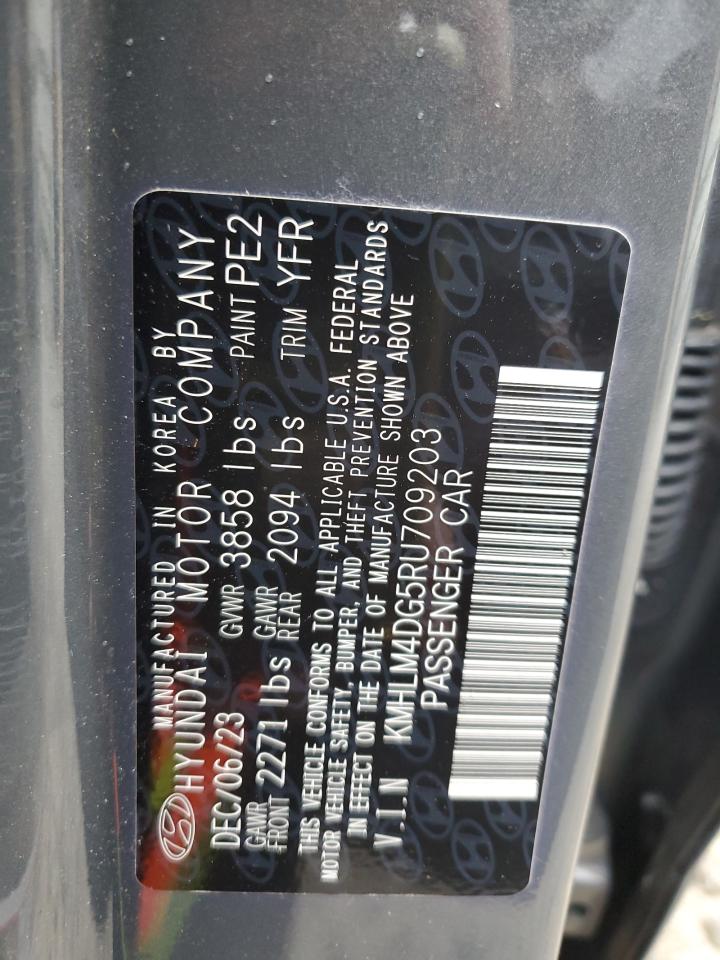 MANUFACTURED IN KOREA BY
HYUNDAI MOTOR COMPANY
DEC/06/23 GVWR 3858 lbs PAINT PE2
GAWR FRONT 2271 lbs GAWR REAR 2094 lbs TRIM YFR
THIS VEHICLE CONFORMS TO ALL APPLICABLE U.S.A. FEDERAL
MOTOR VEHICLE SAFETY, BUMPER, AND THEFT PREVENTION STANDARDS
IN EFFECT ON THE DATE OF MANUFACTURE SHOWN ABOVE
V.I.N KMHLM4DG5RU709203
PASSENGER CAR